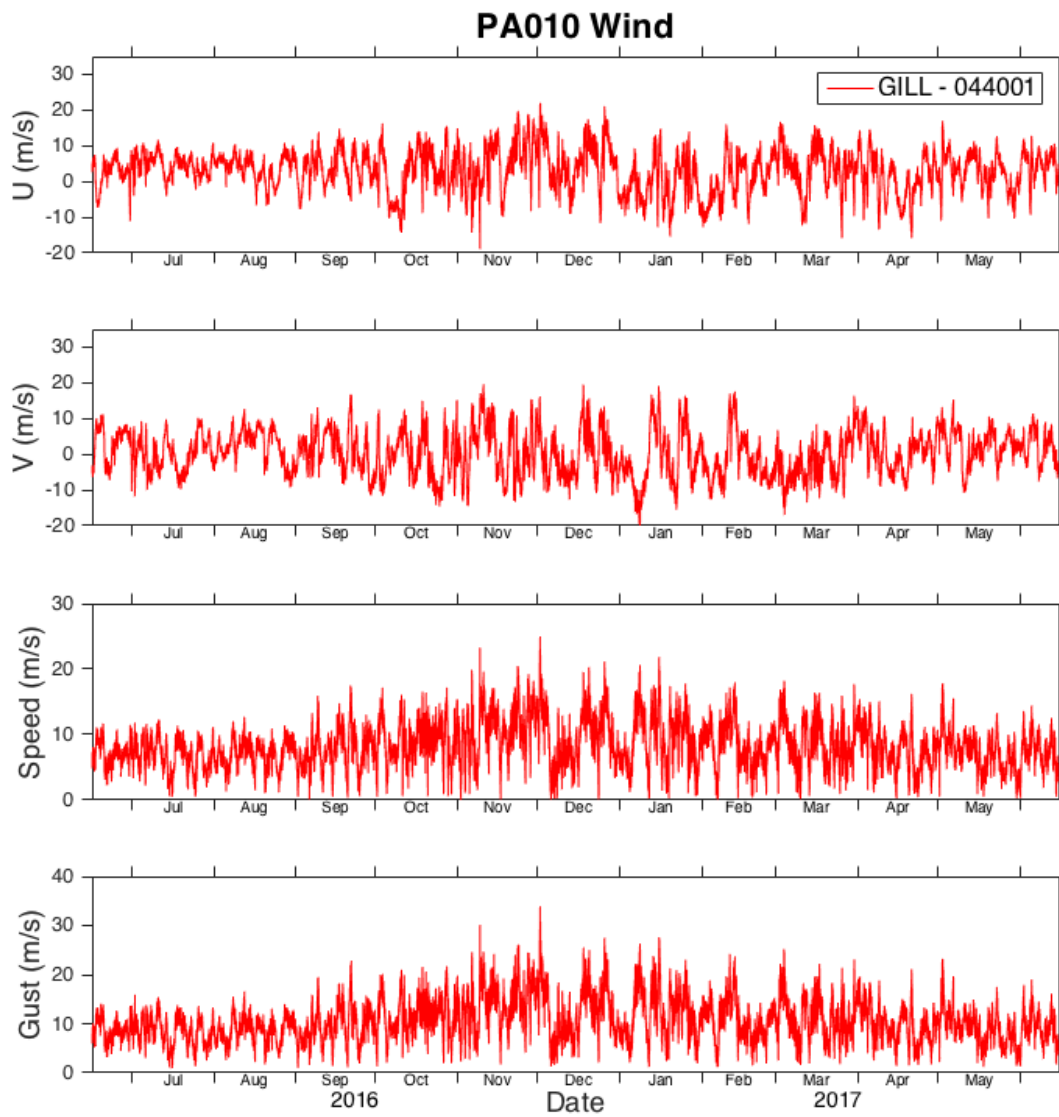 PA010 Wind
GILL - 044001
U (m/s)
30
20
10
0
-10
-20
Jul Aug Sep Oct Nov Dec Jan Feb Mar Apr May
V (m/s)
30
20
10
0
-10
-20
Jul Aug Sep Oct Nov Dec Jan Feb Mar Apr May
Speed (m/s)
30
20
10
0
Jul Aug Sep Oct Nov Dec Jan Feb Mar Apr May
Gust (m/s)
40
30
20
10
0
Jul Aug Sep Oct Nov Dec Jan Feb Mar Apr May
2016 Date 2017